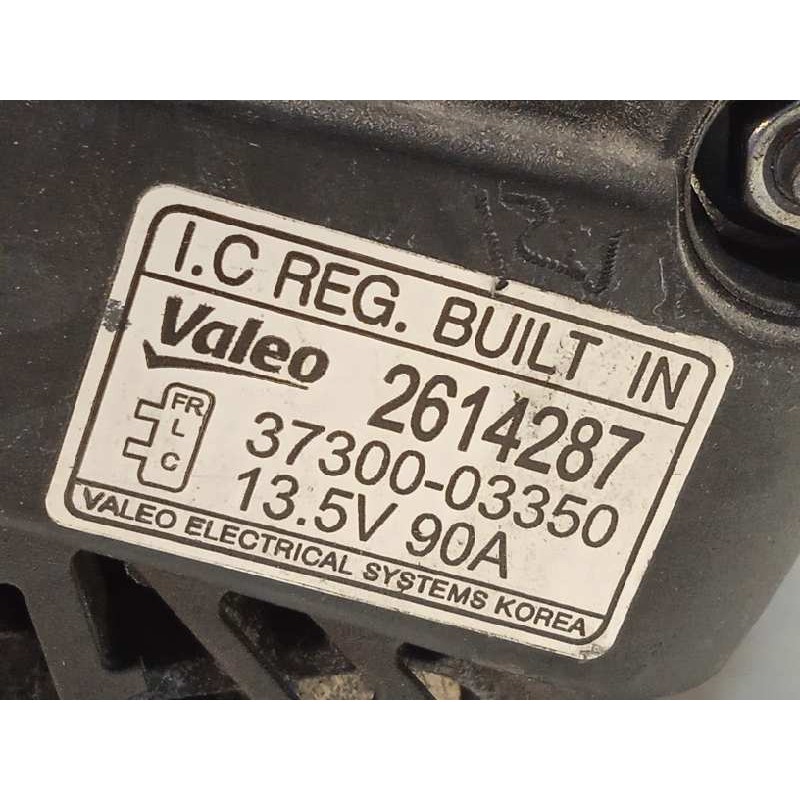 I.C REG. BUILT IN
Valeo 2614287
FR
L
C
37300-03350
13.5V 90A
VALEO ELECTRICAL SYSTEMS KOREA